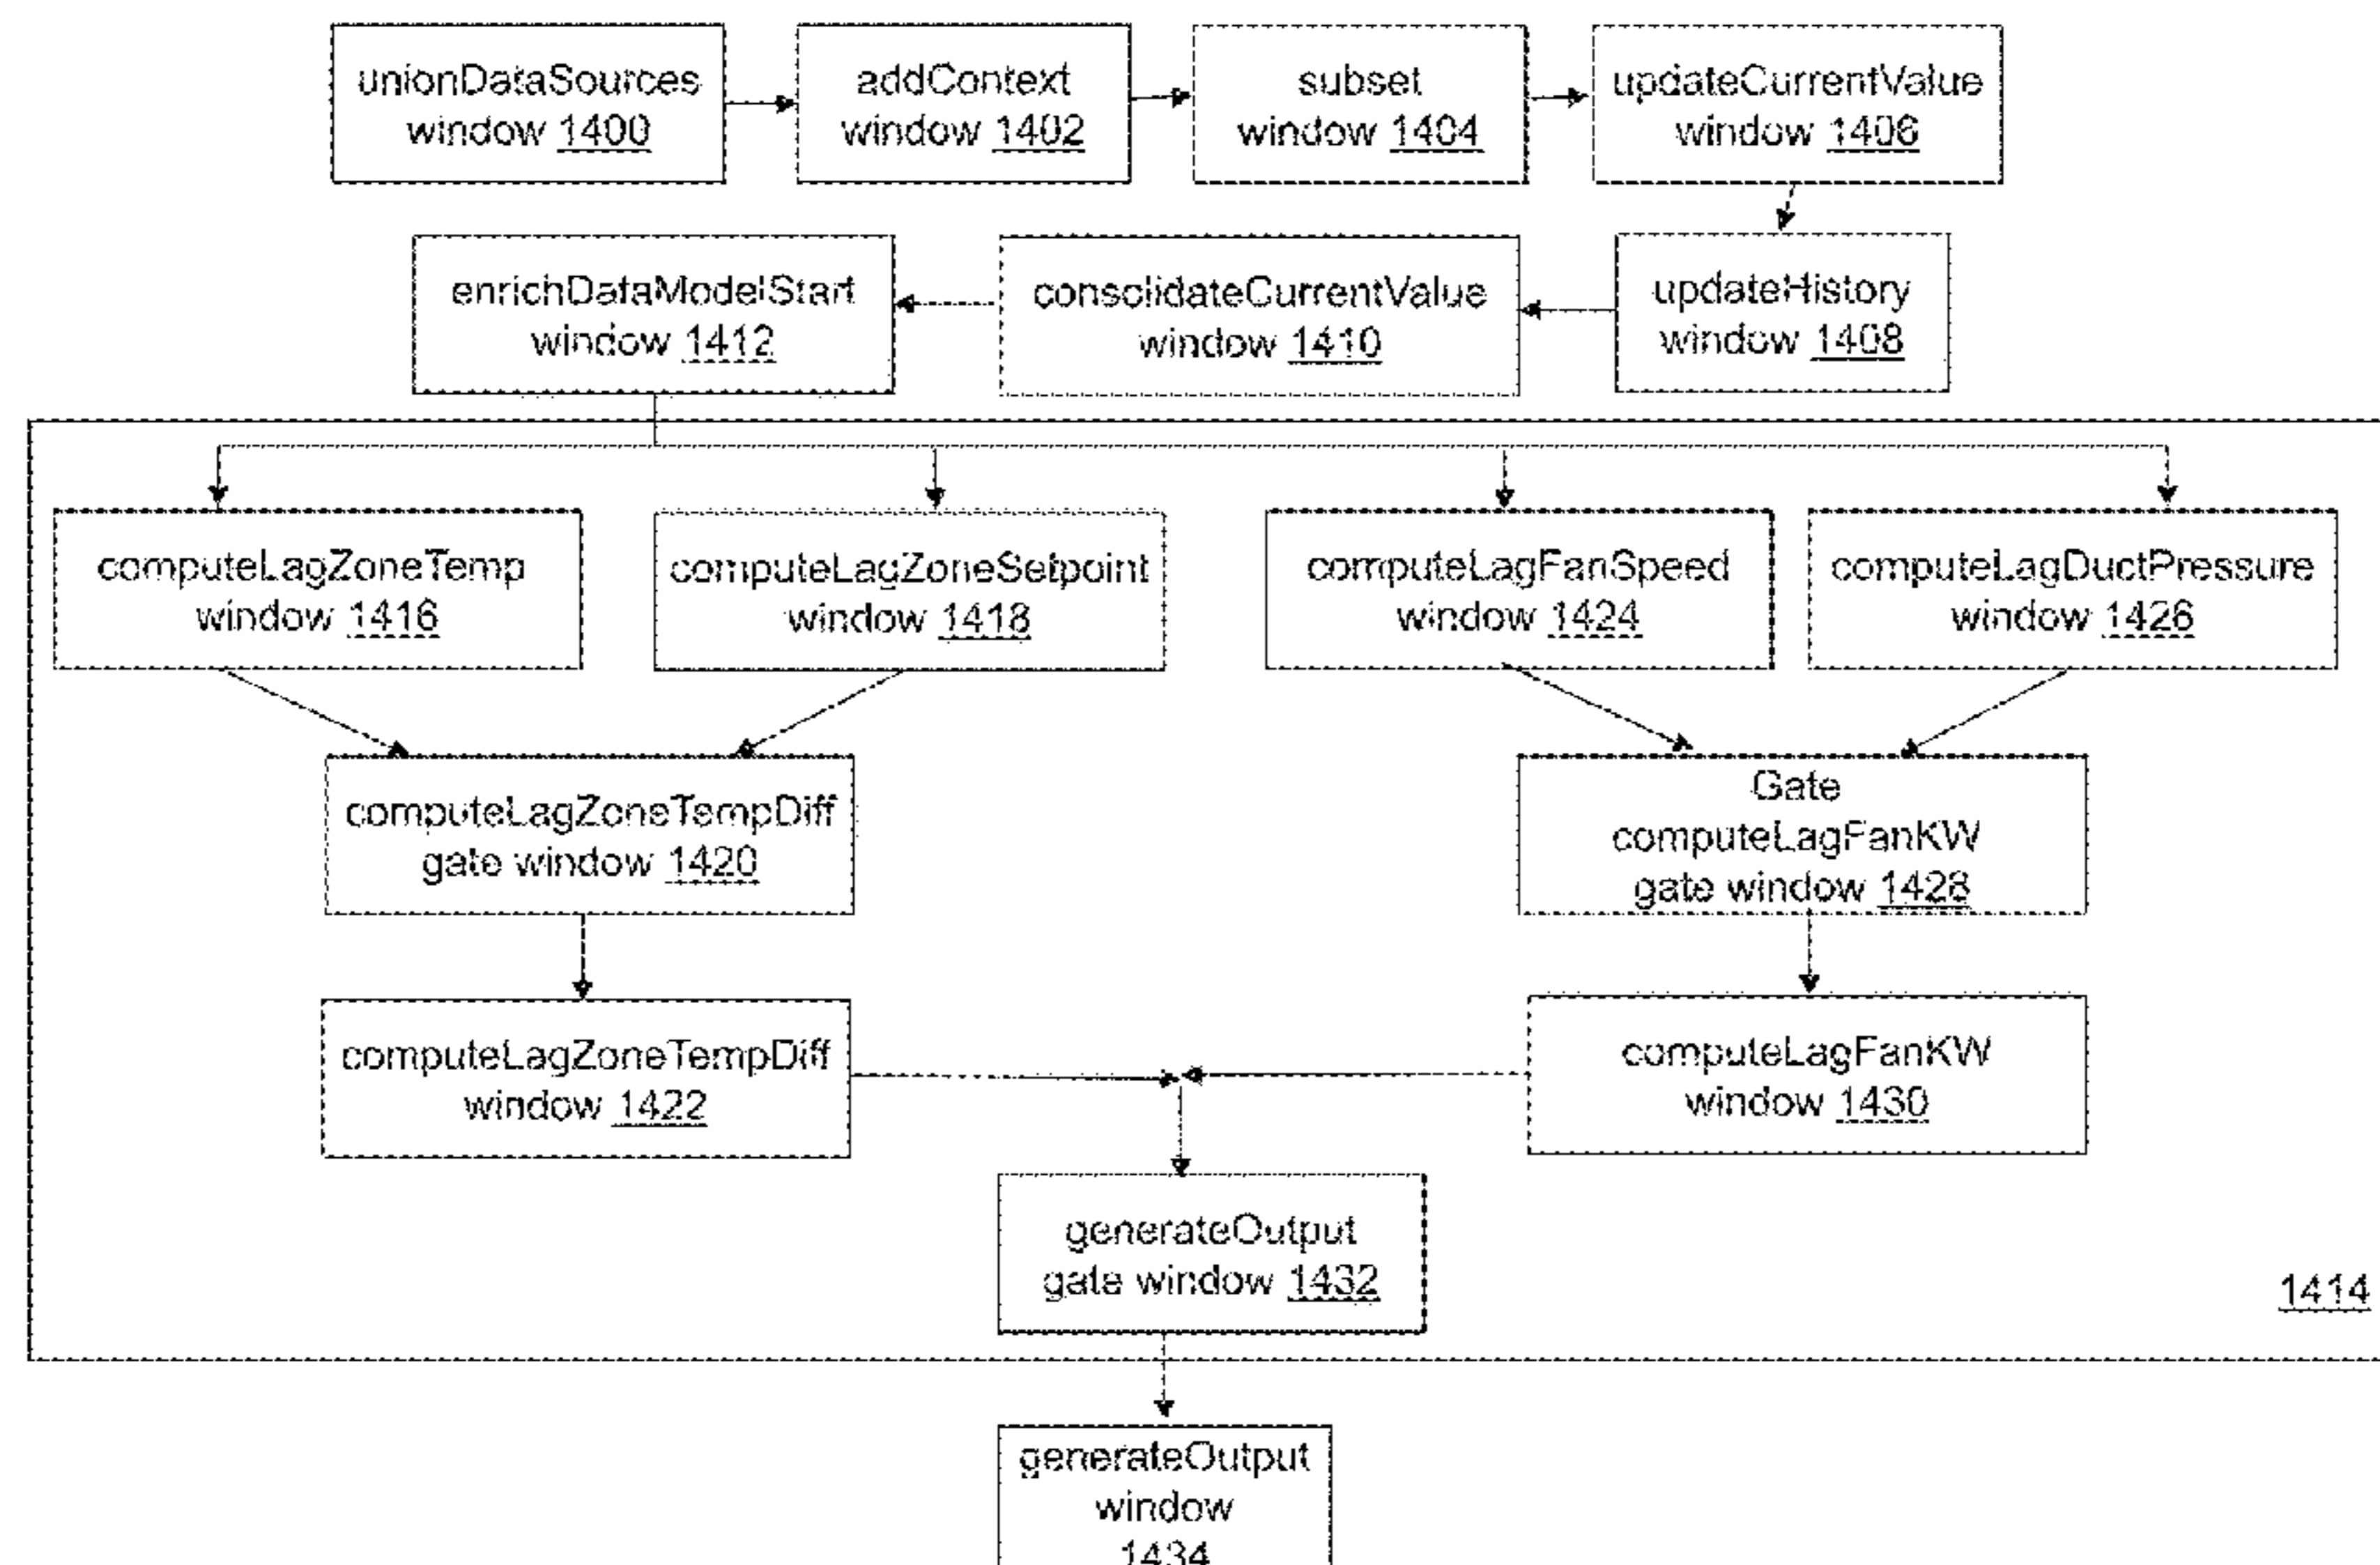 unionDataSources
window 1400
addContext
window 1402
subset
window 1404
updateCurrentValue
window 1406
enrichDataModelStart
window 1412
consolidateCurrentValue
window 1410
updateHistory
window 1408
computeLagZoneTemp
window 1416
computeLagZoneSetpoint
window 1418
computeLagFanSpeed
window 1424
computeLagDuctPressure
window 1426
computeLagZoneTempDiff
gate window 1420
Gate
computeLagFanKW
gate window 1428
computeLagZoneTempDiff
window 1422
computeLagFanKW
window 1430
generateOutput
gate window 1432
1414
generateOutput
window
1434